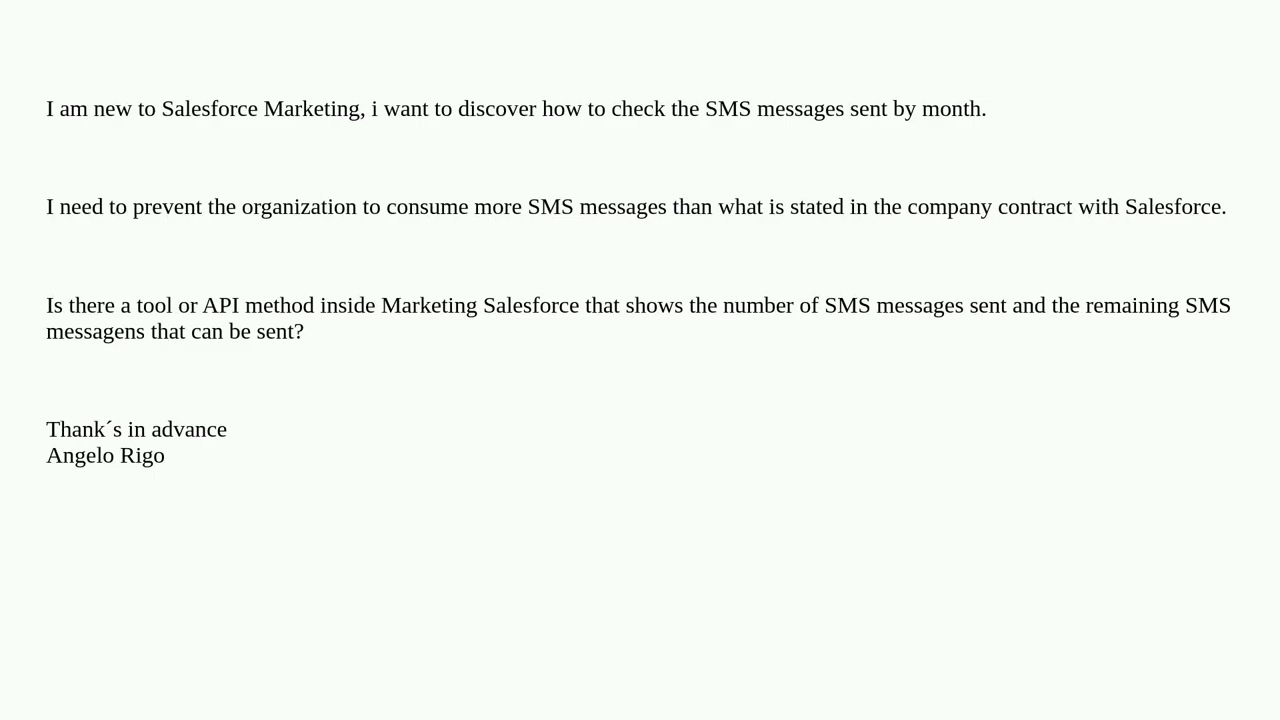 I am new to Salesforce Marketing, i want to discover how to check the SMS messages sent by month.
I need to prevent the organization to consume more SMS messages than what is stated in the company contract with Salesforce.
Is there a tool or API method inside Marketing Salesforce that shows the number of SMS messages sent and the remaining SMS
messagens that can be sent?
Thank´s in advance
Angelo Rigo